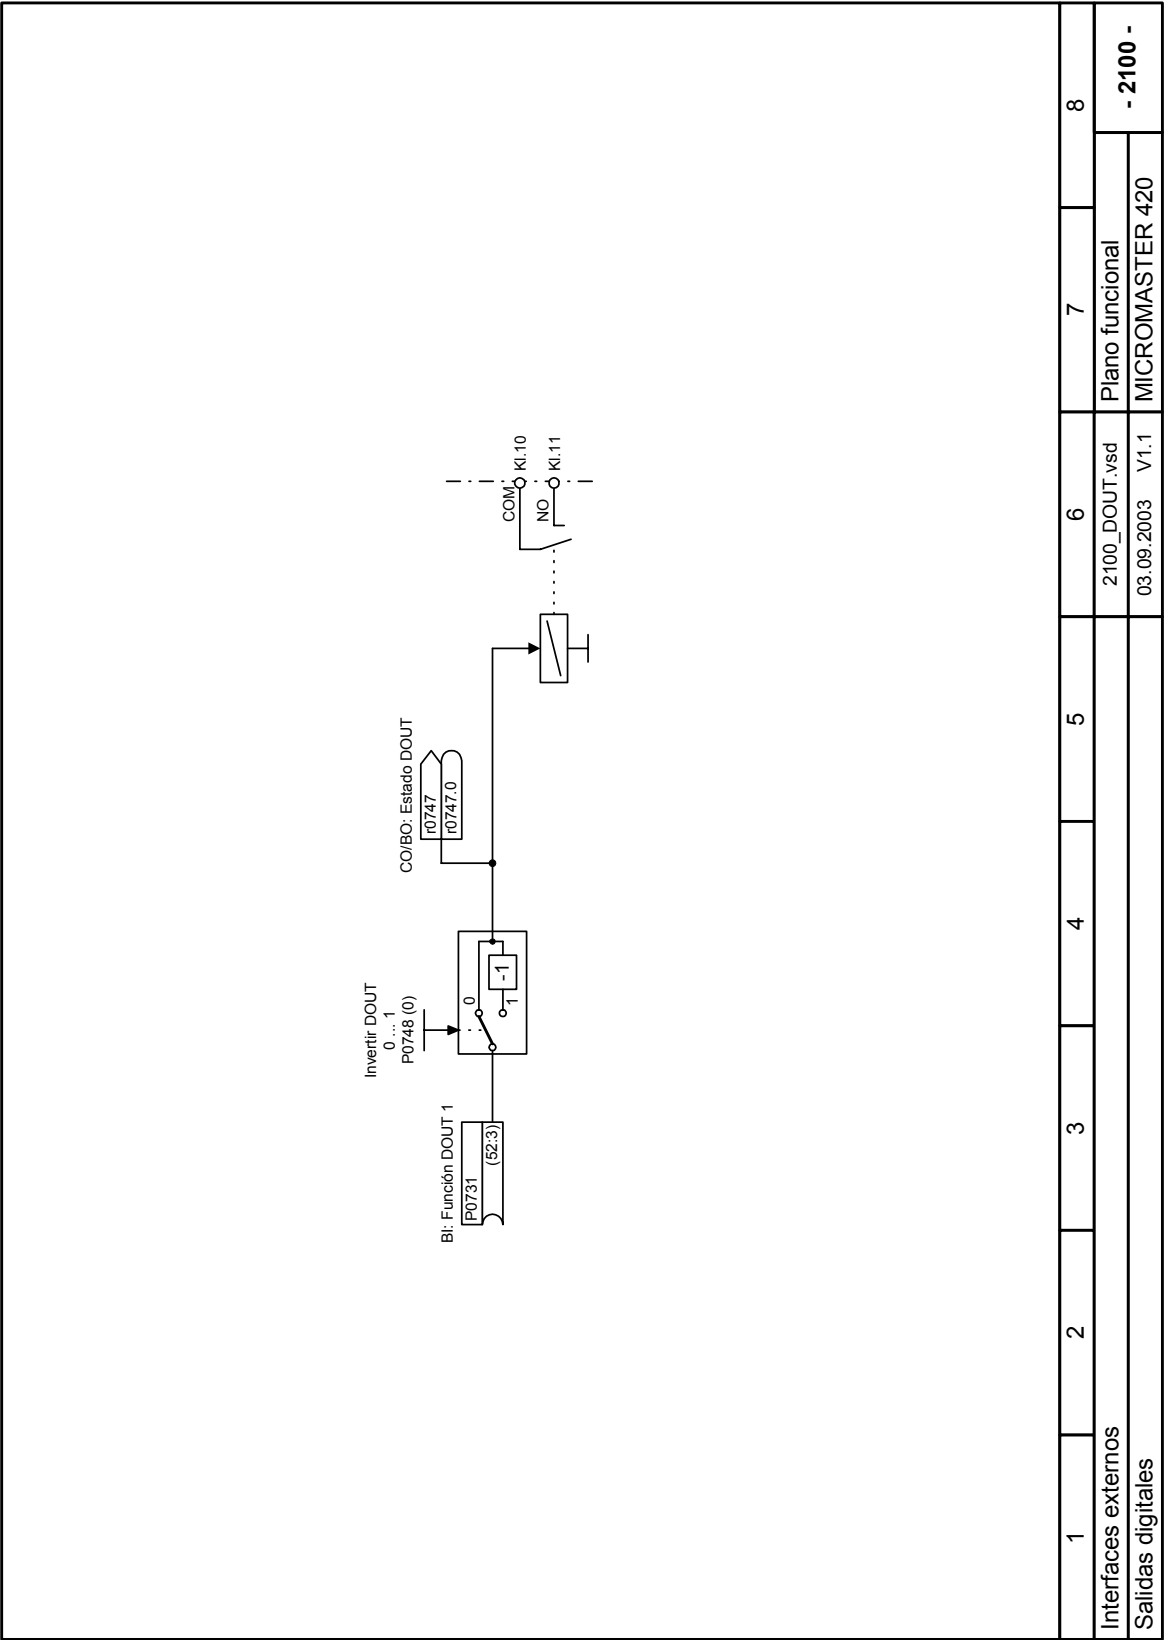 Invertir DOUT
0 ... 1
P0748 (0)
BI: Función DOUT 1
P0731
(52:3)
0
1
-1
CO/BO: Estado DOUT
r0747
r0747.0
COM
Kl.10
NO
Kl.11
1 2 3 4 5 6 7 8
Interfaces externos 2100_DOUT.vsd Plano funcional - 2100 -
Salidas digitales 03.09.2003 V1.1 MICROMASTER 420